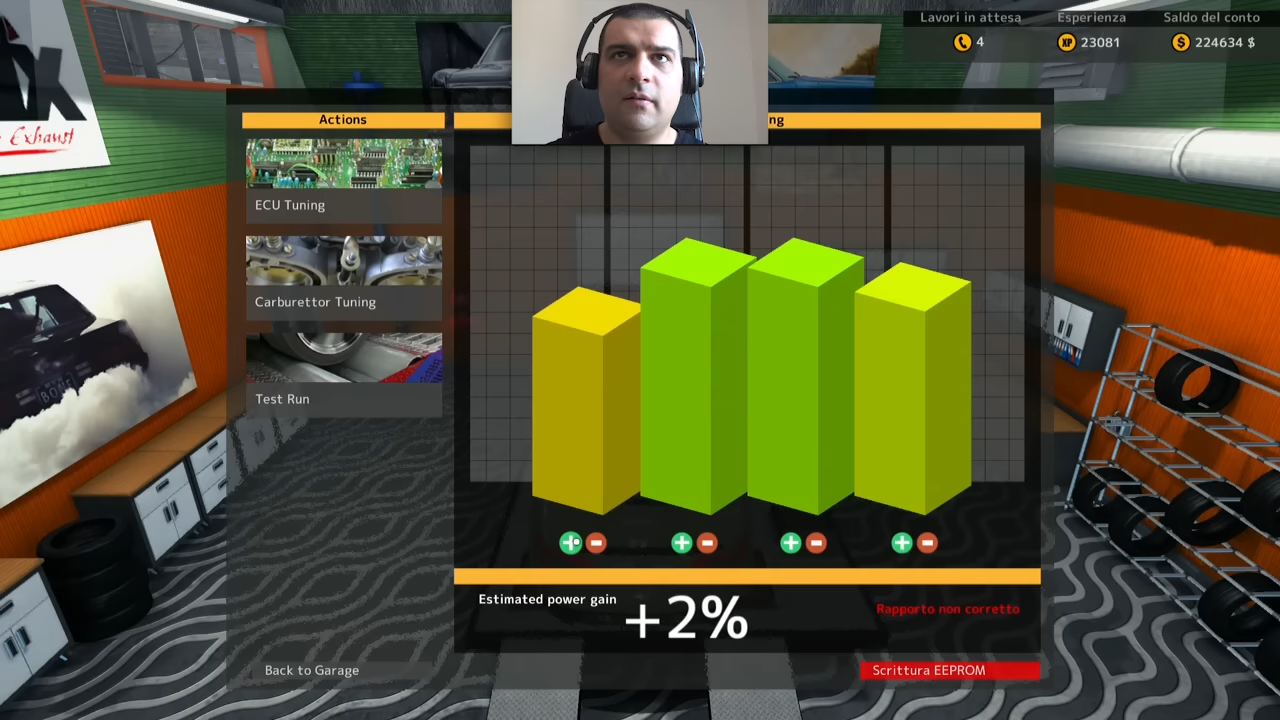 Lavori in attesa
4
Esperienza
23081
Saldo del conto
224634 $
Exhaust
Actions
ng
ECU Tuning
Carburettor Tuning
Test Run
Estimated power gain
+2%
Rapporto non corretto
Back to Garage
Scrittura EEPROM